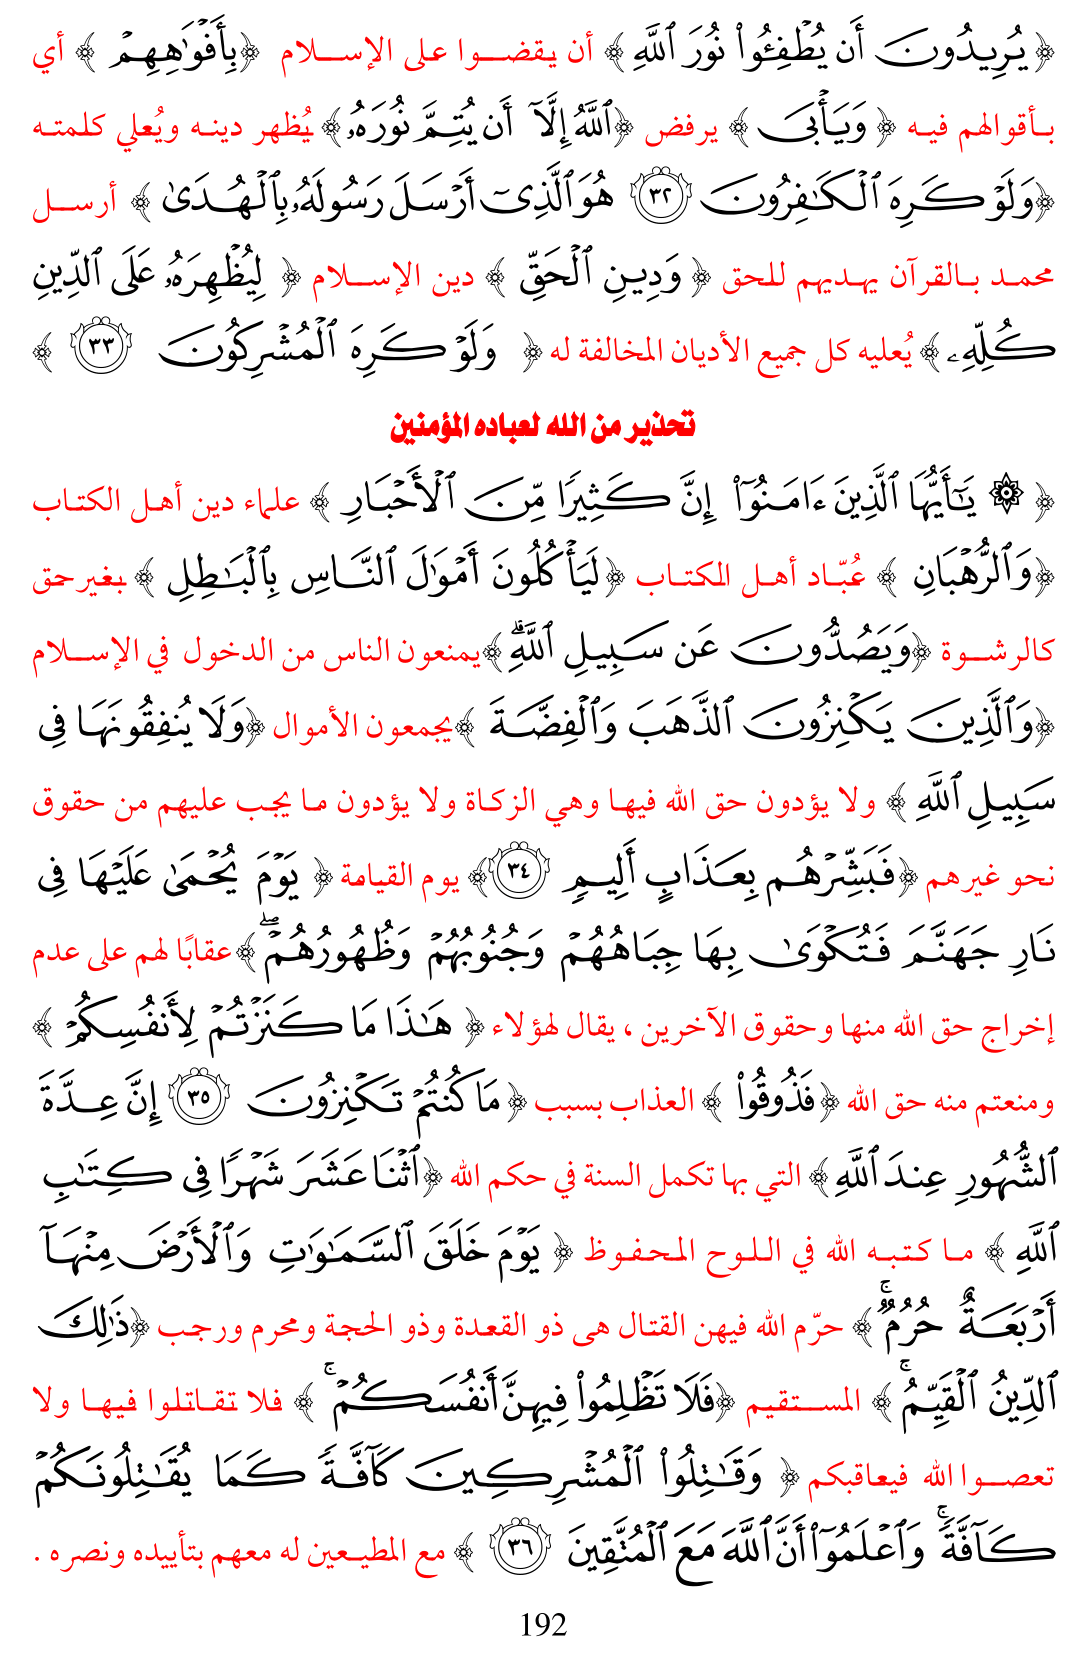 ﴿ يُرِيدُونَ أَن يُطْفِـُٔوا۟ نُورَ ٱللَّهِ ﴾ أن يقضوا على الإسلام ﴿بِأَفْوَٰهِهِمْ ﴾ أي
بأقوالهم فيه ﴿ وَيَأْبَى ﴾ يرفض ﴿ٱللَّهُ إِلَّآ أَن يُتِمَّ نُورَهُۥ﴾ يُظهر دينه ويُعلي كلمته
﴿وَلَوْ كَرِهَ ٱلْكَـٰفِرُونَ ٣٢ هُوَ ٱلَّذِىٓ أَرْسَلَ رَسُولَهُۥ بِٱلْهُدَىٰ ﴾ أرسل
محمد بالقرآن يهديهم للحق ﴿ وَدِينِ ٱلْحَقِّ ﴾ دين الإسلام ﴿ لِيُظْهِرَهُۥ عَلَى ٱلدِّينِ
كُلِّهِۦ ﴾ يُعليه كل جميع الأديان المخالفة له ﴿ وَلَوْ كَرِهَ ٱلْمُشْرِكُونَ ٣٣ ﴾
تحذير من الله لعباده المؤمنين
﴿ ۞ يَـٰٓأَيُّهَا ٱلَّذِينَ ءَامَنُوٓا۟ إِنَّ كَثِيرًا مِّنَ ٱلْأَحْبَارِ ﴾ علماء دين أهل الكتاب
﴿وَٱلرُّهْبَانِ ﴾ عُبّاد أهل الكتاب ﴿لَيَأْكُلُونَ أَمْوَٰلَ ٱلنَّاسِ بِٱلْبَـٰطِلِ ﴾ بغير حق
كالرشوة ﴿وَيَصُدُّونَ عَن سَبِيلِ ٱللَّهِۗ ﴾يمنعون الناس من الدخول في الإسلام
﴿وَٱلَّذِينَ يَكْنِزُونَ ٱلذَّهَبَ وَٱلْفِضَّةَ ﴾يجمعون الأموال ﴿وَلَا يُنفِقُونَهَا فِى
سَبِيلِ ٱللَّهِ ﴾ ولا يؤدون حق الله فيها وهي الزكاة ولا يؤدون ما يجب عليهم من حقوق
نحو غيرهم ﴿فَبَشِّرْهُم بِعَذَابٍ أَلِيمٍ ٣٤﴾ يوم القيامة ﴿ يَوْمَ يُحْمَىٰ عَلَيْهَا فِى
نَارِ جَهَنَّمَ فَتُكْوَىٰ بِهَا جِبَاهُهُمْ وَجُنُوبُهُمْ وَظُهُورُهُمْۖ ﴾عقابًا لهم على عدم
إخراج حق الله منها وحقوق الآخرين ، يقال لهؤلاء ﴿ هَـٰذَا مَا كَنَزْتُمْ لِأَنفُسِكُمْ ﴾
ومنعتم منه حق الله ﴿فَذُوقُوا۟ ﴾ العذاب بسبب ﴿مَا كُنتُمْ تَكْنِزُونَ ٣٥ إِنَّ عِدَّةَ
ٱلشُّهُورِ عِندَ ٱللَّهِ ﴾ التي بها تكمل السنة في حكم الله ﴿ٱثْنَا عَشَرَ شَهْرًا فِى كِتَـٰبِ
ٱللَّهِ ﴾ ما كتبه الله في اللوح المحفوظ ﴿ يَوْمَ خَلَقَ ٱلسَّمَـٰوَٰتِ وَٱلْأَرْضَ مِنْهَآ
أَرْبَعَةٌ حُرُمٌۚ ﴾ حرّم الله فيهن القتال هى ذو القعدة وذو الحجة ومحرم ورجب ﴿ذَٰلِكَ
ٱلدِّينُ ٱلْقَيِّمُۚ ﴾ المستقيم ﴿فَلَا تَظْلِمُوا۟ فِيهِنَّ أَنفُسَكُمْۚ ﴾ فلا تقاتلوا فيها ولا
تعصوا الله فيعاقبكم ﴿ وَقَـٰتِلُوا۟ ٱلْمُشْرِكِينَ كَآفَّةً كَمَا يُقَـٰتِلُونَكُمْ
كَآفَّةًۚ وَٱعْلَمُوٓا۟ أَنَّ ٱللَّهَ مَعَ ٱلْمُتَّقِينَ ٣٦ ﴾ مع المطيعين له معهم بتأييده ونصره .
192